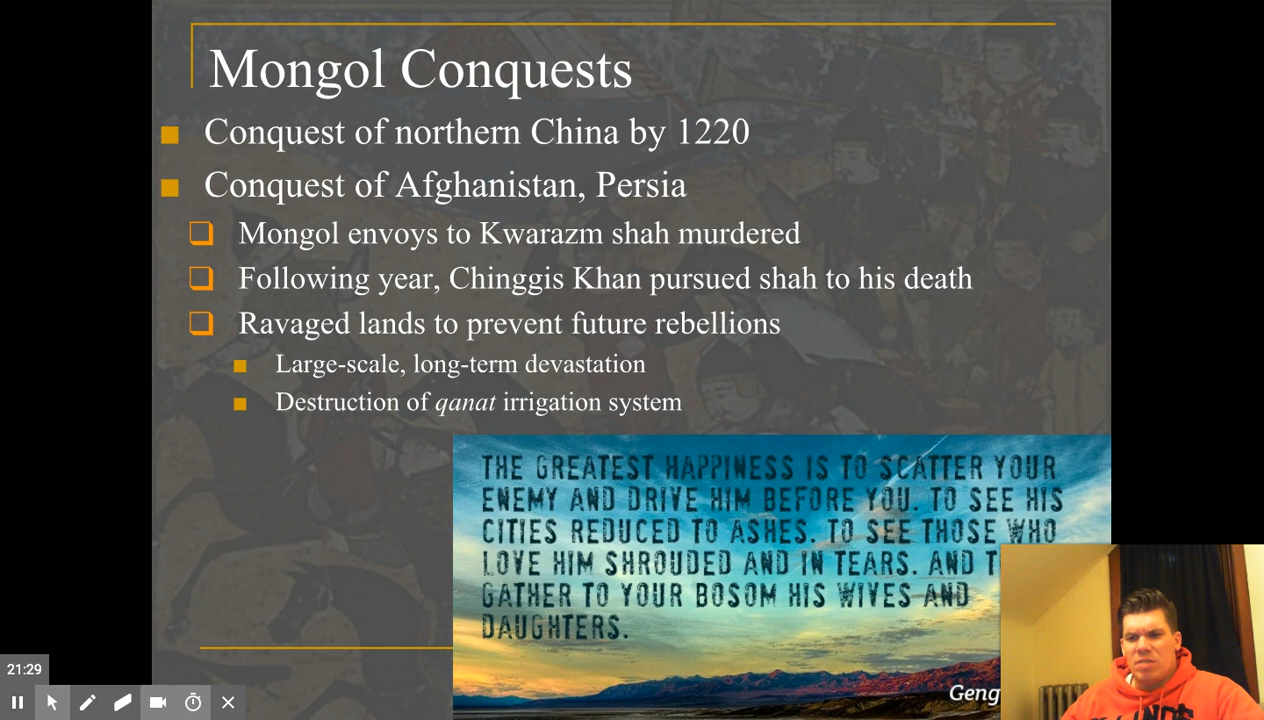 Mongol Conquests
Conquest of northern China by 1220
Conquest of Afghanistan, Persia
Mongol envoys to Kwarazm shah murdered
Following year, Chinggis Khan pursued shah to his death
Ravaged lands to prevent future rebellions
Large-scale, long-term devastation
Destruction of qanat irrigation system
THE GREATEST HAPPINESS IS TO SCATTER YOUR
ENEMY AND DRIVE HIM BEFORE YOU. TO SEE HIS
CITIES REDUCED TO ASHES. TO SEE THOSE WHO
LOVE HIM SHROUDED AND IN TEARS. AND
GATHER TO YOUR BOSOM HIS WIVES AND
DAUGHTERS.
Geng
21:29